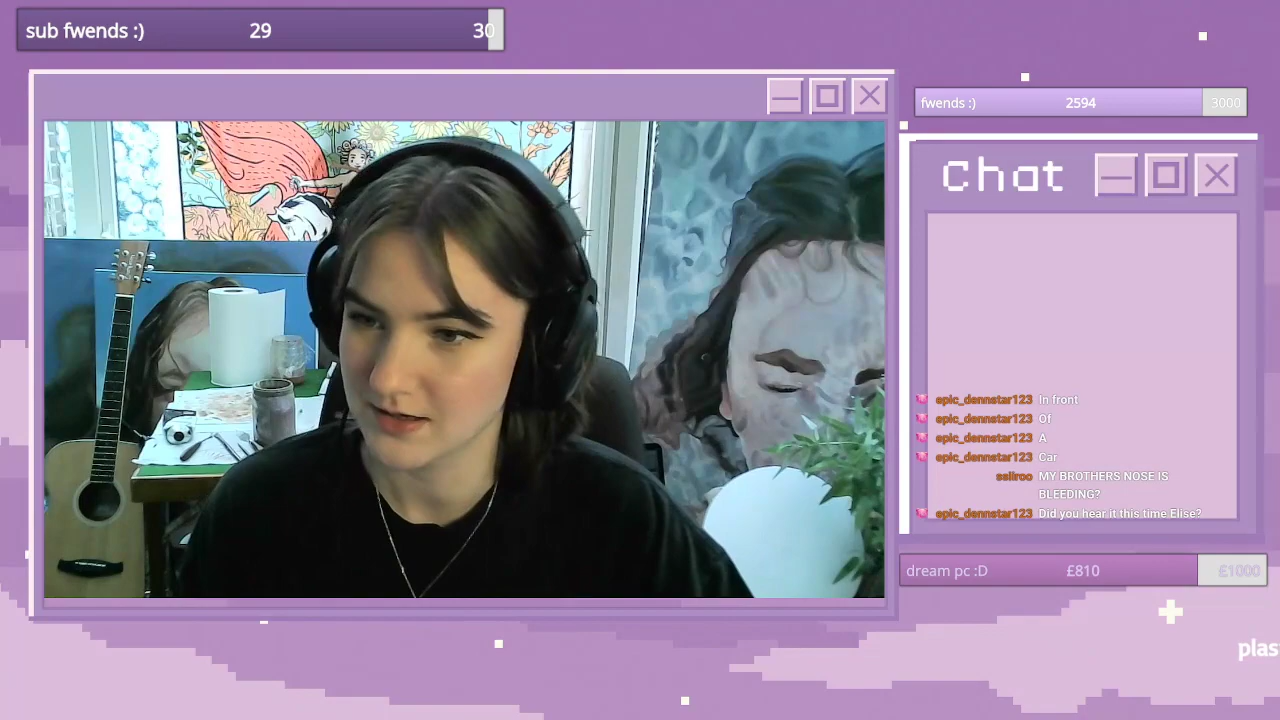 sub fwends :) 29 30
fwends :) 2594 3000
Chat
epic_dennstar123 In front
epic_dennstar123 Of
epic_dennstar123 A
epic_dennstar123 Car
MY BROTHERS NOSE IS
BLEEDING?
epic_dennstar123 Did you hear it this time Elise?
dream pc :D £810 £1000
plas